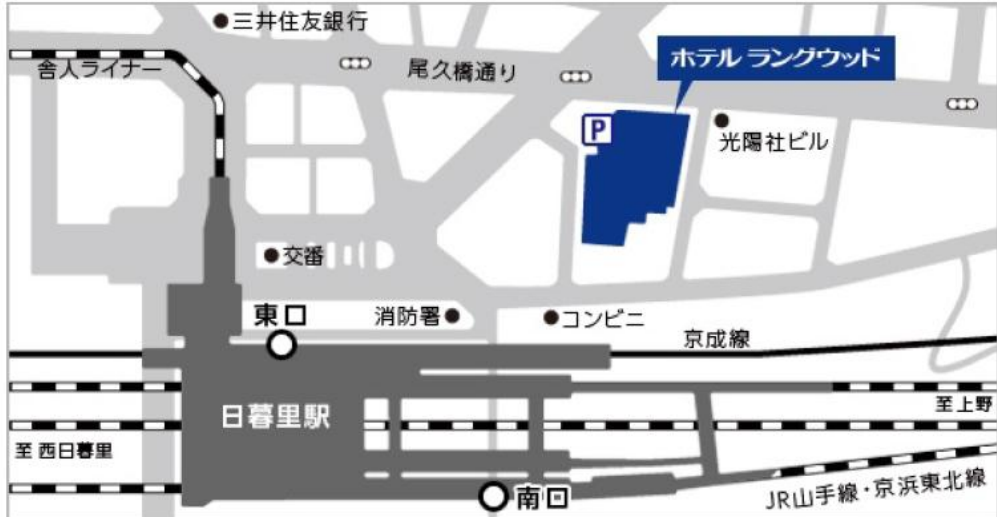 三井住友銀行
舎人ライナー
尾久橋通り
ホテル ラングウッド
P
光陽社ビル
交番
東口
消防署
コンビニ
京成線
日暮里駅
至 上野
至 西日暮里
南口
JR山手線・京浜東北線